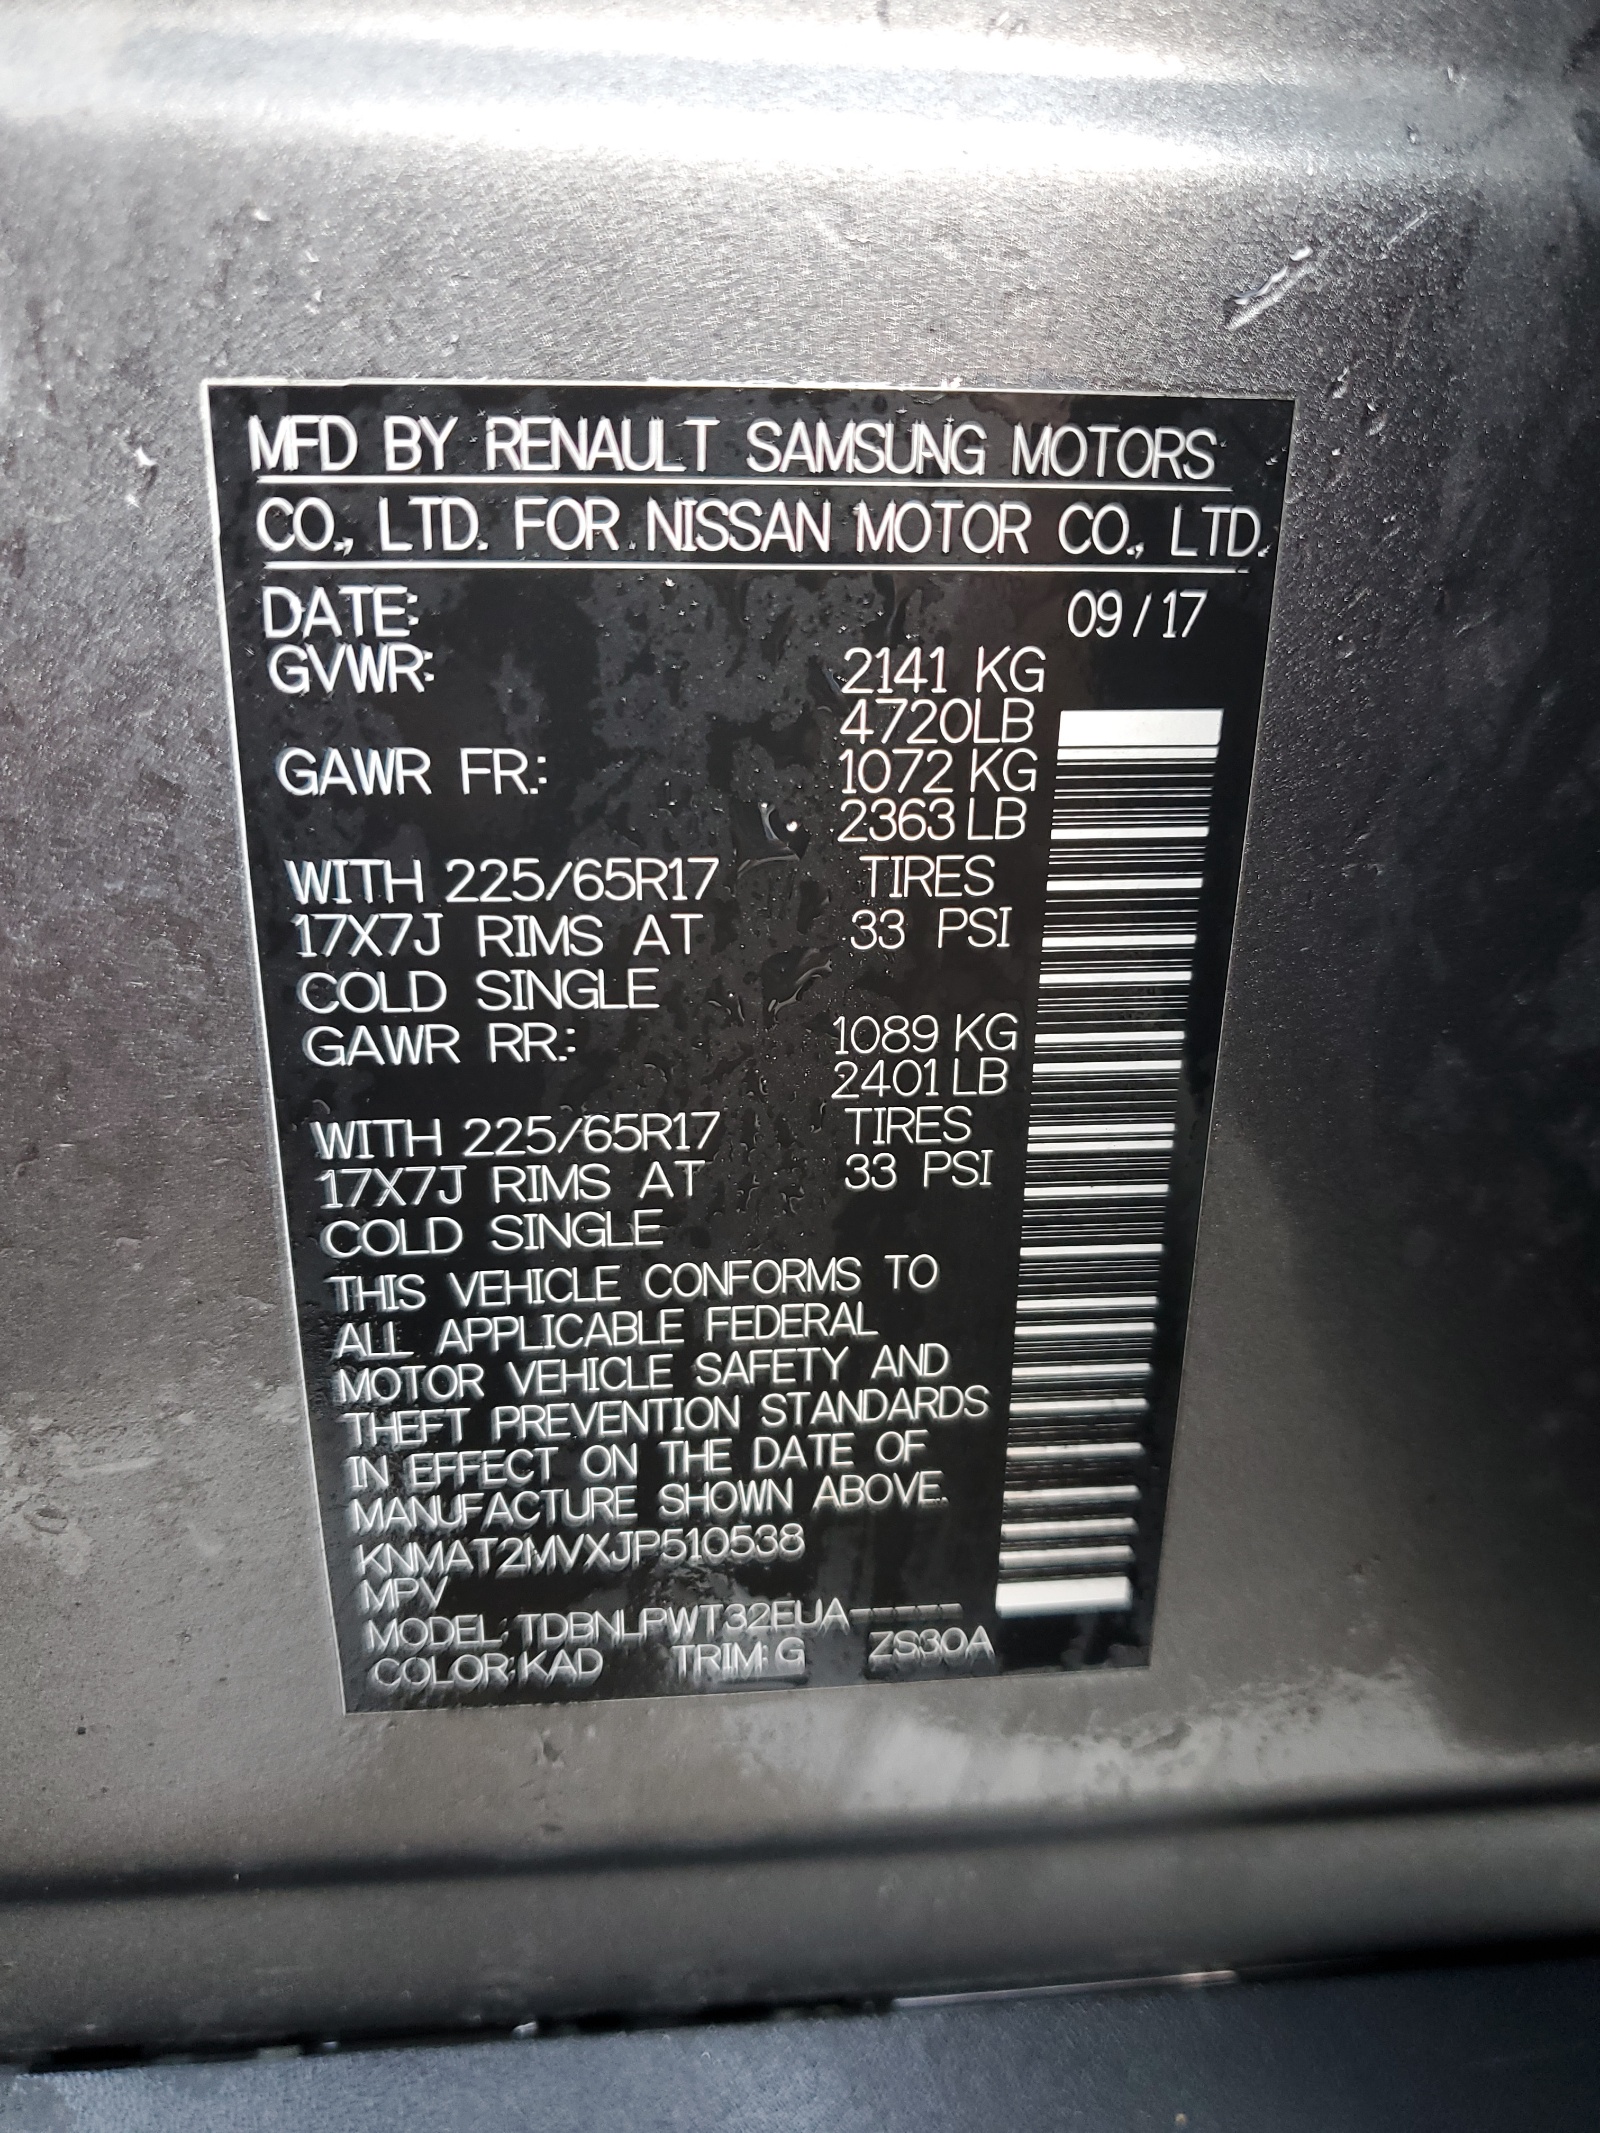 MFD BY RENAULT SAMSUNG MOTORS
CO., LTD. FOR NISSAN MOTOR CO., LTD.
DATE: 09/17
GVWR: 2141 KG
4720LB
GAWR FR.: 1072 KG
2363 LB
WITH 225/65R17 TIRES
17X7J RIMS AT 33 PSI
COLD SINGLE
GAWR RR.: 1089 KG
2401 LB
WITH 225/65R17 TIRES
17X7J RIMS AT 33 PSI
COLD SINGLE
THIS VEHICLE CONFORMS TO
ALL APPLICABLE FEDERAL
MOTOR VEHICLE SAFETY AND
THEFT PREVENTION STANDARDS
IN EFFECT ON THE DATE OF
MANUFACTURE SHOWN ABOVE.
KNMAT2MVXJP510538
MPV
MODEL: TDBNLPWT32EUA-----
COLOR:KAD TRIM:G ZS30A